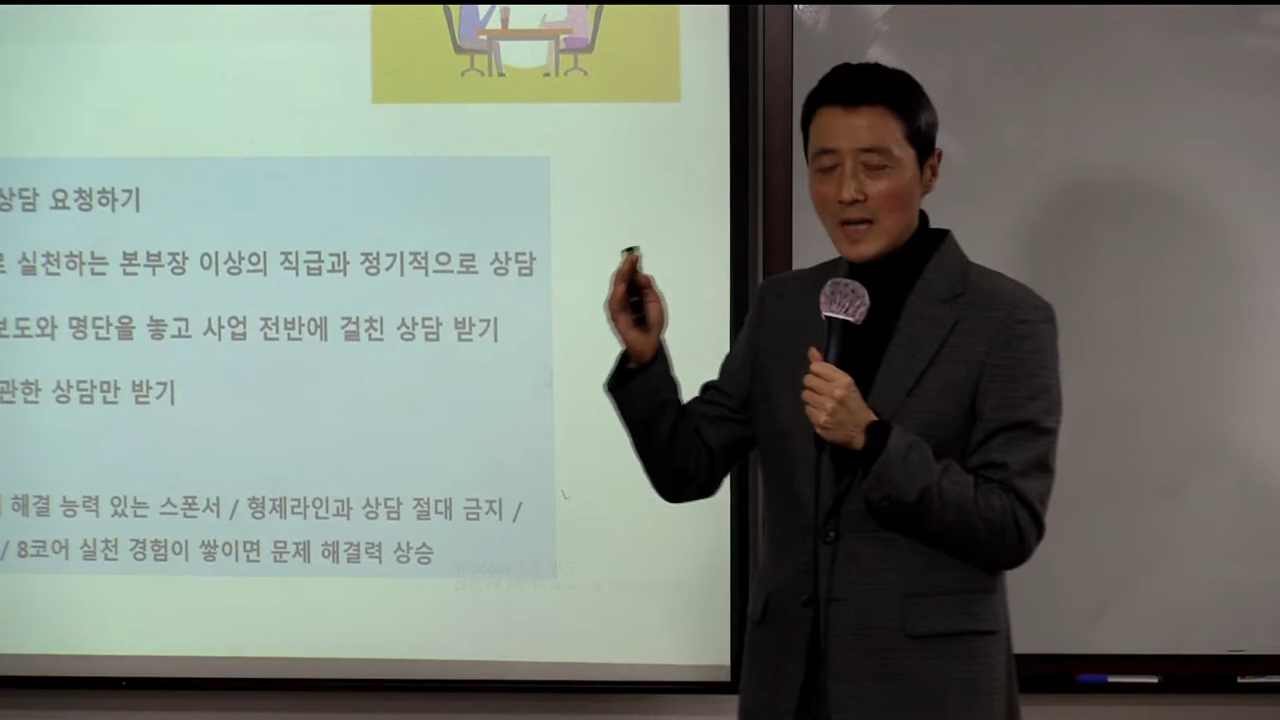 상담 요청하기
로 실천하는 본부장 이상의 직급과 정기적으로 상담
보도와 명단을 놓고 사업 전반에 걸친 상담 받기
관한 상담만 받기
해결 능력 있는 스폰서 / 형제라인과 상담 절대 금지 /
/ 8코어 실천 경험이 쌓이면 문제 해결력 상승